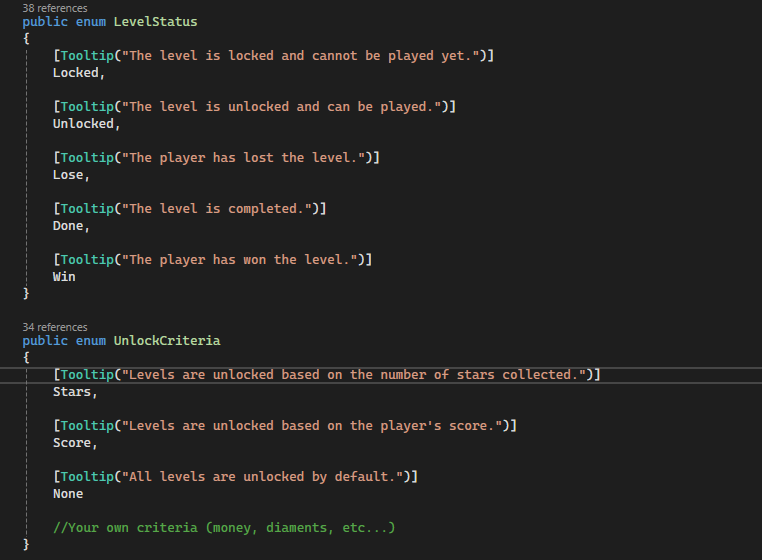 38 references
public enum LevelStatus
{
[Tooltip("The level is locked and cannot be played yet.")]
Locked,
[Tooltip("The level is unlocked and can be played.")]
Unlocked,
[Tooltip("The player has lost the level.")]
Lose,
[Tooltip("The level is completed.")]
Done,
[Tooltip("The player has won the level.")]
Win
}
34 references
public enum UnlockCriteria
{
[Tooltip("Levels are unlocked based on the number of stars collected.")]
Stars,
[Tooltip("Levels are unlocked based on the player's score.")]
Score,
[Tooltip("All levels are unlocked by default.")]
None
//Your own criteria (money, diaments, etc...)
}